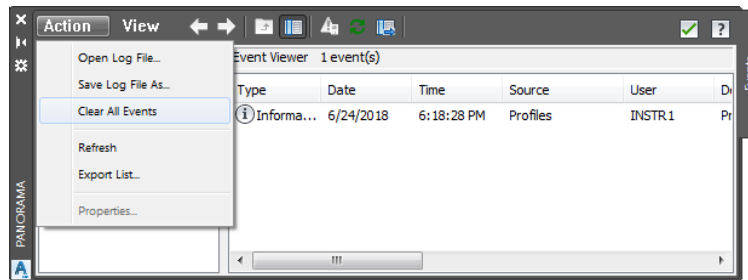 Action View
Event Viewer 1 event(s)
Open Log File...
Save Log File As...
Clear All Events
Refresh
Export List...
Properties...
Type Date Time Source User D
Informa... 6/24/2018 6:18:28 PM Profiles INSTR1 Pr
PANORAMA